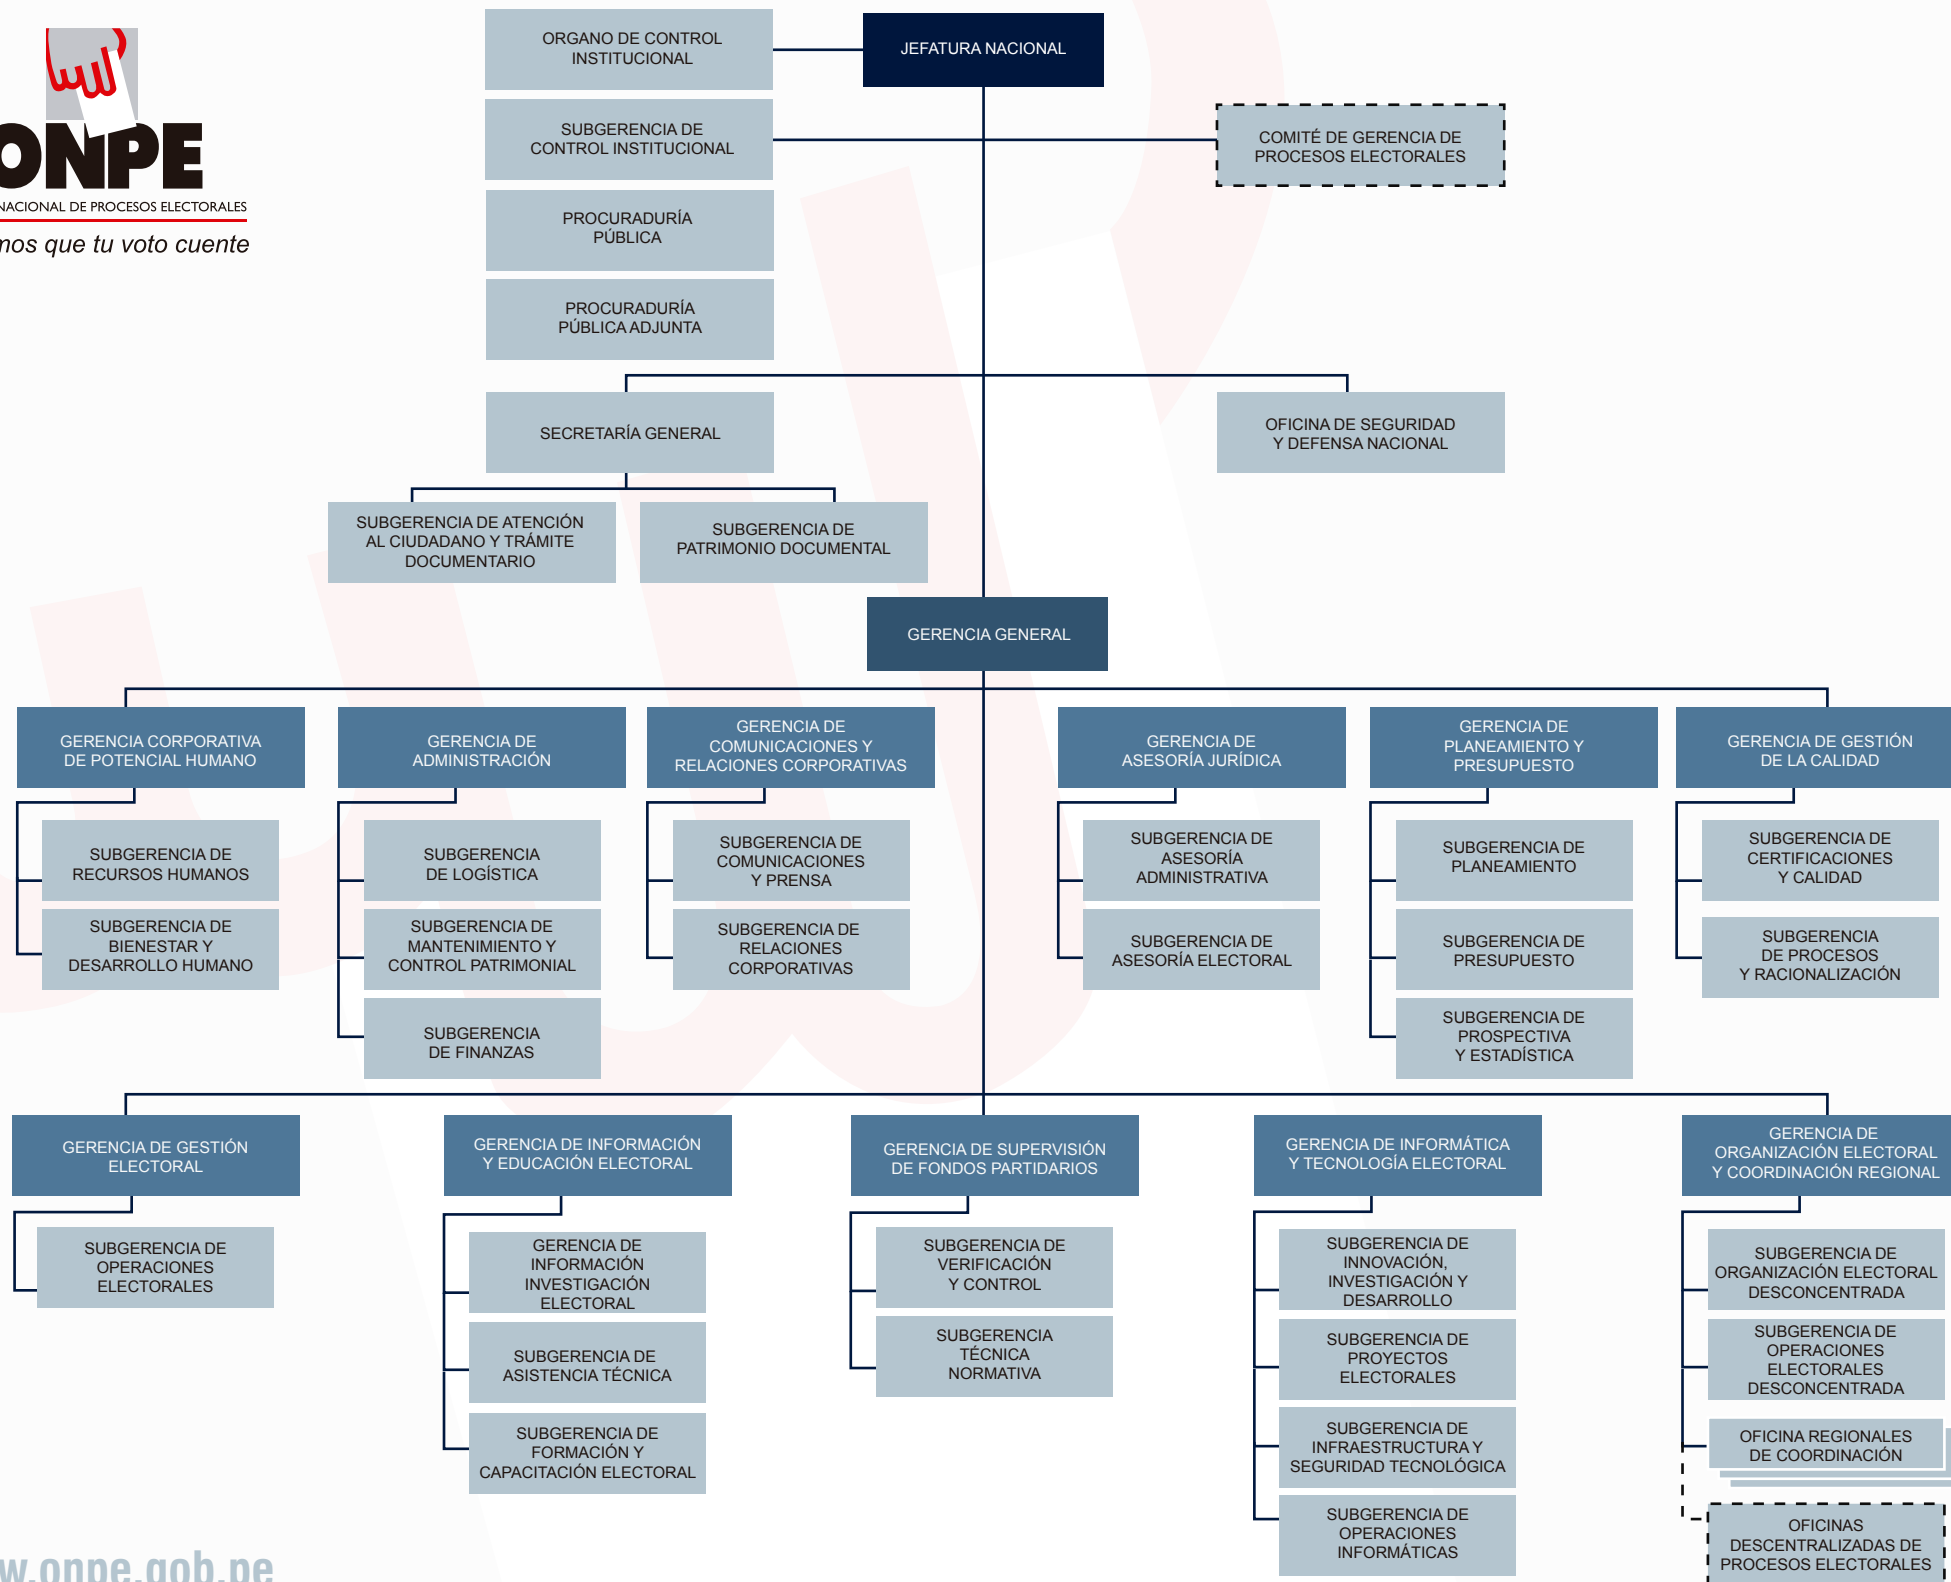 ONPE
NACIONAL DE PROCESOS ELECTORALES
que tu voto cuente
ORGANO DE CONTROL
INSTITUCIONAL
JEFATURA NACIONAL
SUBGERENCIA DE
CONTROL INSTITUCIONAL
COMITÉ DE GERENCIA DE
PROCESOS ELECTORALES
PROCURADURÍA
PÚBLICA
PROCURADURÍA
PÚBLICA ADJUNTA
SECRETARÍA GENERAL
OFICINA DE SEGURIDAD
Y DEFENSA NACIONAL
SUBGERENCIA DE ATENCIÓN
AL CIUDADANO Y TRÁMITE
DOCUMENTARIO
SUBGERENCIA DE
PATRIMONIO DOCUMENTAL
GERENCIA GENERAL
GERENCIA CORPORATIVA
DE POTENCIAL HUMANO
GERENCIA DE
ADMINISTRACIÓN
GERENCIA DE
COMUNICACIONES Y
RELACIONES CORPORATIVAS
GERENCIA DE
ASESORÍA JURÍDICA
GERENCIA DE
PLANEAMIENTO Y
PRESUPUESTO
GERENCIA DE GESTIÓN
DE LA CALIDAD
SUBGERENCIA DE
RECURSOS HUMANOS
SUBGERENCIA
DE LOGÍSTICA
SUBGERENCIA DE
COMUNICACIONES
Y PRENSA
SUBGERENCIA DE
ASESORÍA
ADMINISTRATIVA
SUBGERENCIA DE
PLANEAMIENTO
SUBGERENCIA DE
CERTIFICACIONES
Y CALIDAD
SUBGERENCIA DE
BIENESTAR Y
DESARROLLO HUMANO
SUBGERENCIA DE
MANTENIMIENTO Y
CONTROL PATRIMONIAL
SUBGERENCIA DE
RELACIONES
CORPORATIVAS
SUBGERENCIA DE
ASESORÍA ELECTORAL
SUBGERENCIA DE
PRESUPUESTO
SUBGERENCIA
DE PROCESOS
Y RACIONALIZACIÓN
SUBGERENCIA
DE FINANZAS
SUBGERENCIA DE
PROSPECTIVA
Y ESTADÍSTICA
GERENCIA DE GESTIÓN
ELECTORAL
GERENCIA DE INFORMACIÓN
Y EDUCACIÓN ELECTORAL
GERENCIA DE SUPERVISIÓN
DE FONDOS PARTIDARIOS
GERENCIA DE INFORMÁTICA
Y TECNOLOGÍA ELECTORAL
GERENCIA DE
ORGANIZACIÓN ELECTORAL
Y COORDINACIÓN REGIONAL
SUBGERENCIA DE
OPERACIONES
ELECTORALES
GERENCIA DE
INFORMACIÓN
INVESTIGACIÓN
ELECTORAL
SUBGERENCIA DE
VERIFICACIÓN
Y CONTROL
SUBGERENCIA DE
INNOVACIÓN,
INVESTIGACIÓN Y
DESARROLLO
SUBGERENCIA DE
ORGANIZACIÓN ELECTORAL
DESCONCENTRADA
SUBGERENCIA DE
ASISTENCIA TÉCNICA
SUBGERENCIA
TÉCNICA
NORMATIVA
SUBGERENCIA DE
PROYECTOS
ELECTORALES
SUBGERENCIA DE
OPERACIONES
ELECTORALES
DESCONCENTRADA
SUBGERENCIA DE
FORMACIÓN Y
CAPACITACIÓN ELECTORAL
SUBGERENCIA DE
INFRAESTRUCTURA Y
SEGURIDAD TECNOLÓGICA
OFICINA REGIONALES
DE COORDINACIÓN
SUBGERENCIA DE
OPERACIONES
INFORMÁTICAS
OFICINAS
DESCENTRALIZADAS DE
PROCESOS ELECTORALES
w.onpe.gob.pe